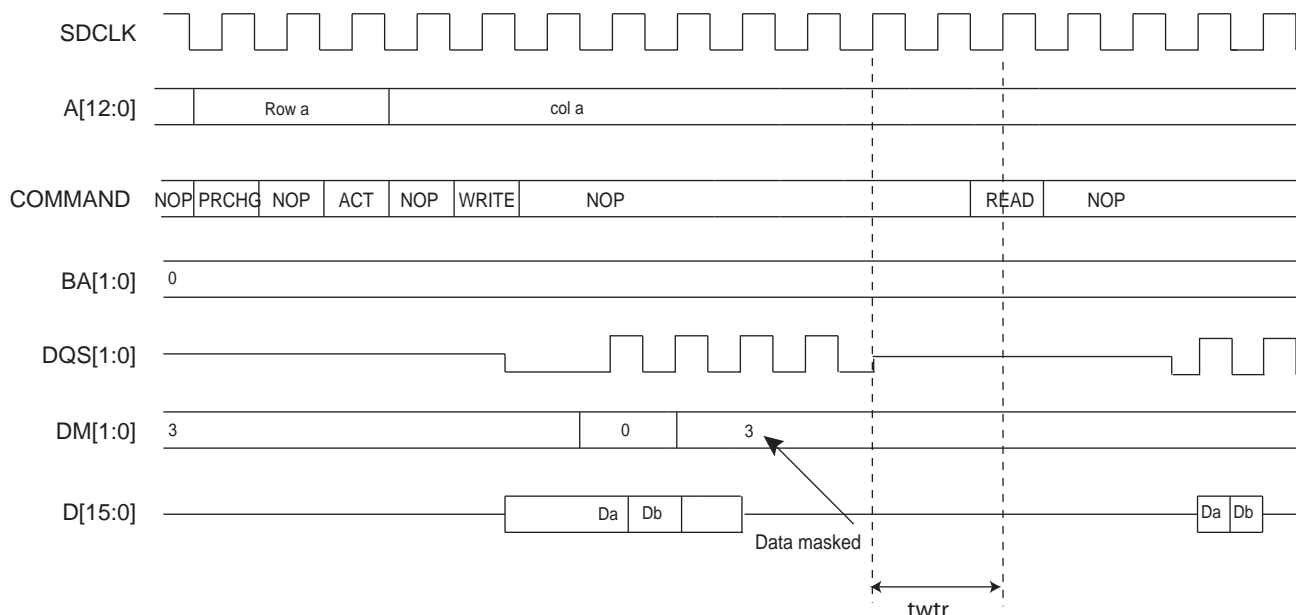 SDCLK
A[12:0] Row a col a
COMMAND NOP PRCHG NOP ACT NOP WRITE NOP READ NOP
BA[1:0] 0
DQS[1:0]
DM[1:0] 3 0 3
D[15:0] Da Db Da Db
Data masked
twtr